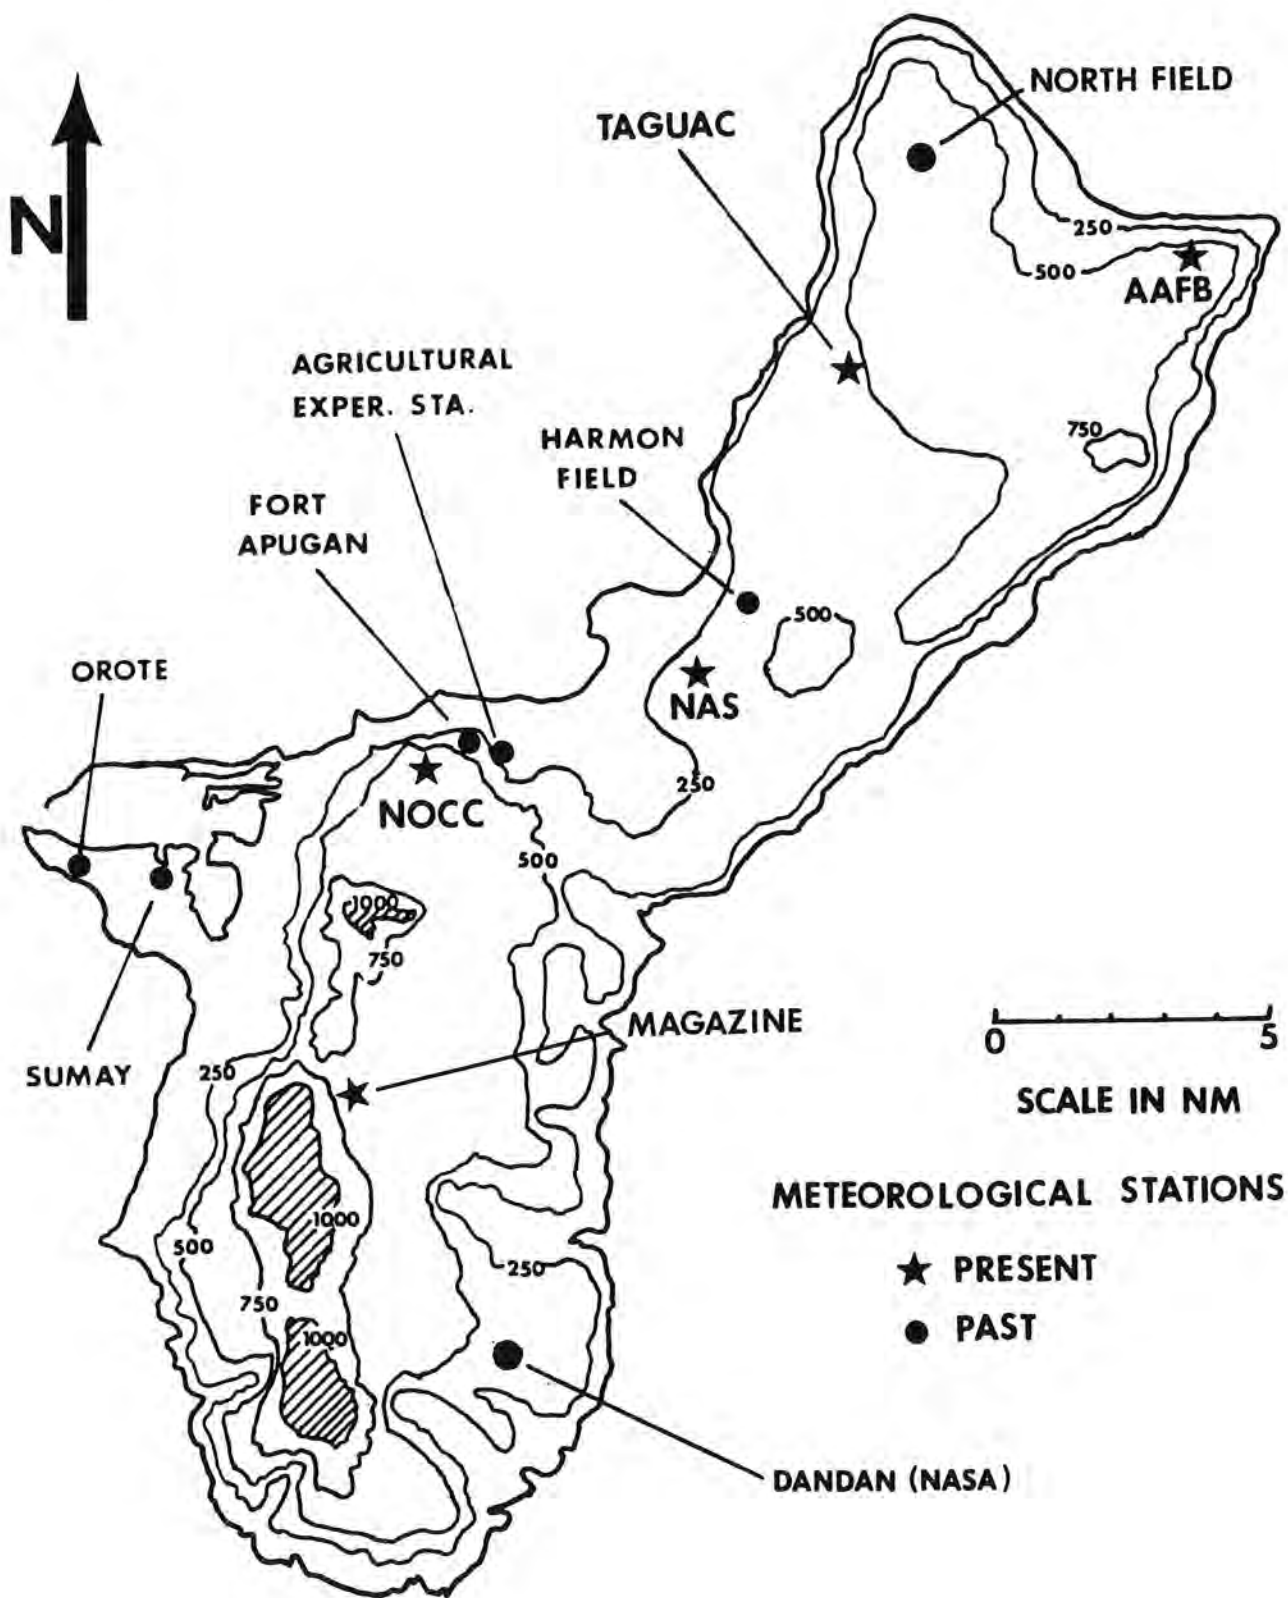 NORTH FIELD
TAGUAC
N
250
500
AAFB
AGRICULTURAL
EXPER. STA.
HARMON
FIELD
750
FORT
APUGAN
500
OROTE
NAS
250
NOCC
500
1000
750
MAGAZINE
SUMAY
250
0 5
SCALE IN NM
METEOROLOGICAL STATIONS
PRESENT
PAST
1000
500
250
750
1000
DANDAN (NASA)